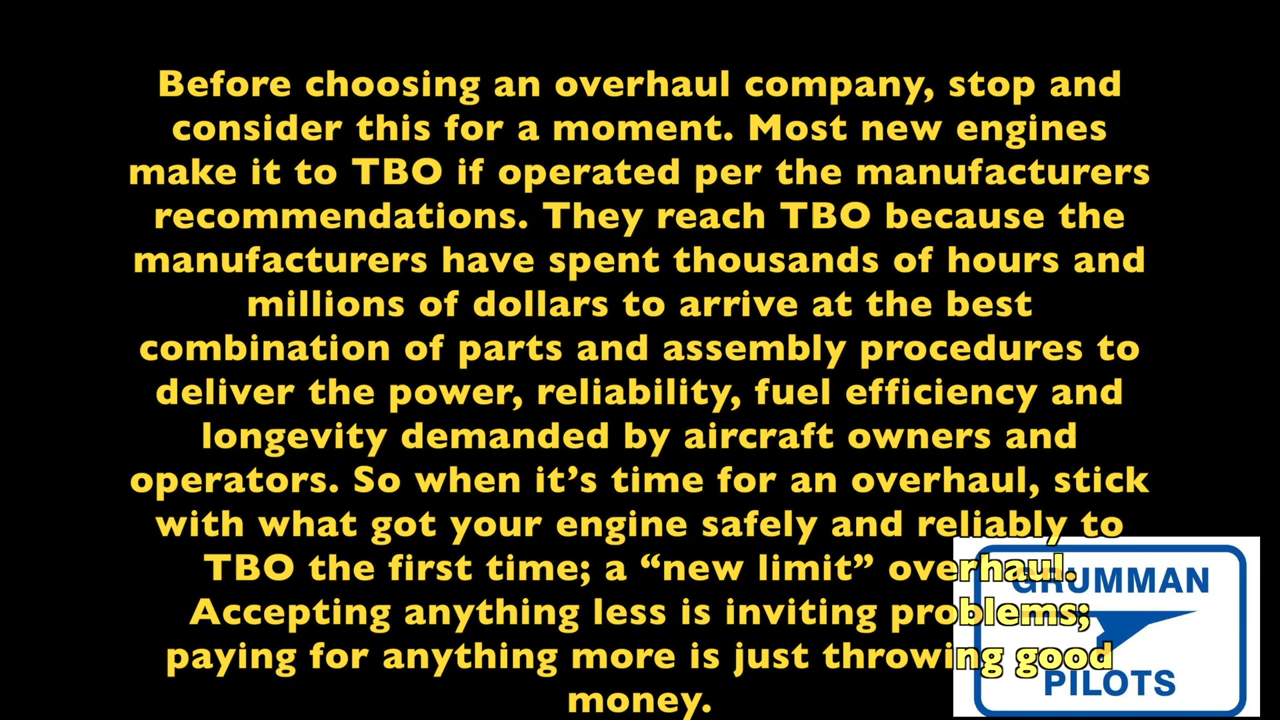 Before choosing an overhaul company, stop and
consider this for a moment. Most new engines
make it to TBO if operated per the manufacturers
recommendations. They reach TBO because the
manufacturers have spent thousands of hours and
millions of dollars to arrive at the best
combination of parts and assembly procedures to
deliver the power, reliability, fuel efficiency and
longevity demanded by aircraft owners and
operators. So when it’s time for an overhaul, stick
with what got your engine safely and reliably to
TBO the first time; a “new limit” overhaul.
Accepting anything less is inviting problems;
paying for anything more is just throwing good
money.
GRUMMAN
PILOTS